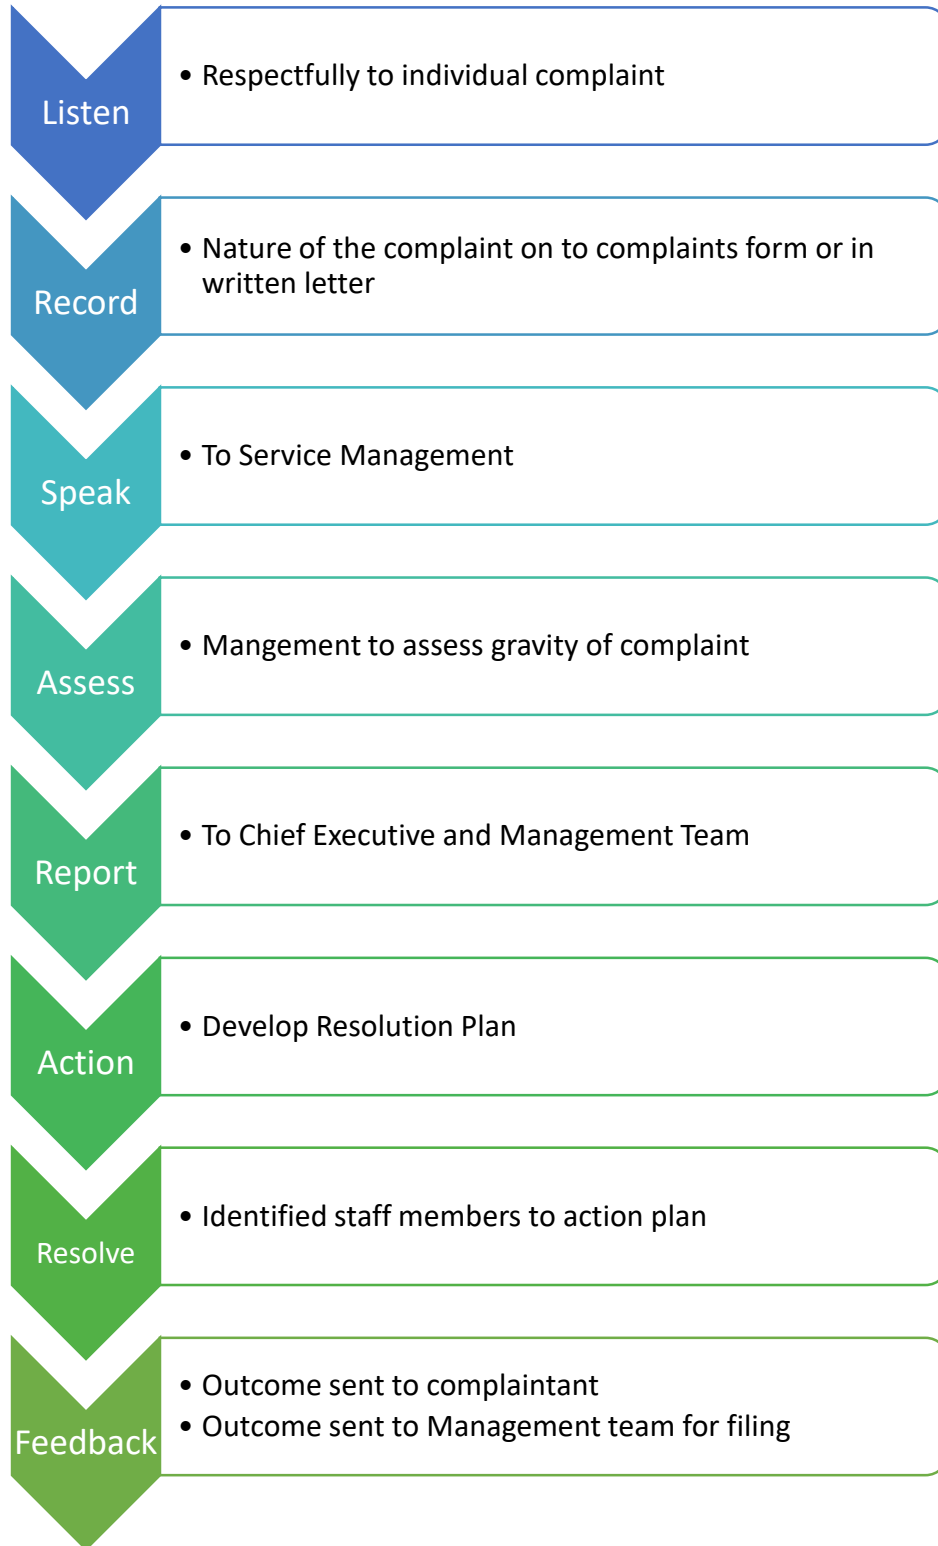 Listen
• Respectfully to individual complaint
Record
• Nature of the complaint on to complaints form or in
written letter
Speak
• To Service Management
Assess
• Mangement to assess gravity of complaint
Report
• To Chief Executive and Management Team
Action
• Develop Resolution Plan
Resolve
• Identified staff members to action plan
Feedback
• Outcome sent to complaintant
• Outcome sent to Management team for filing